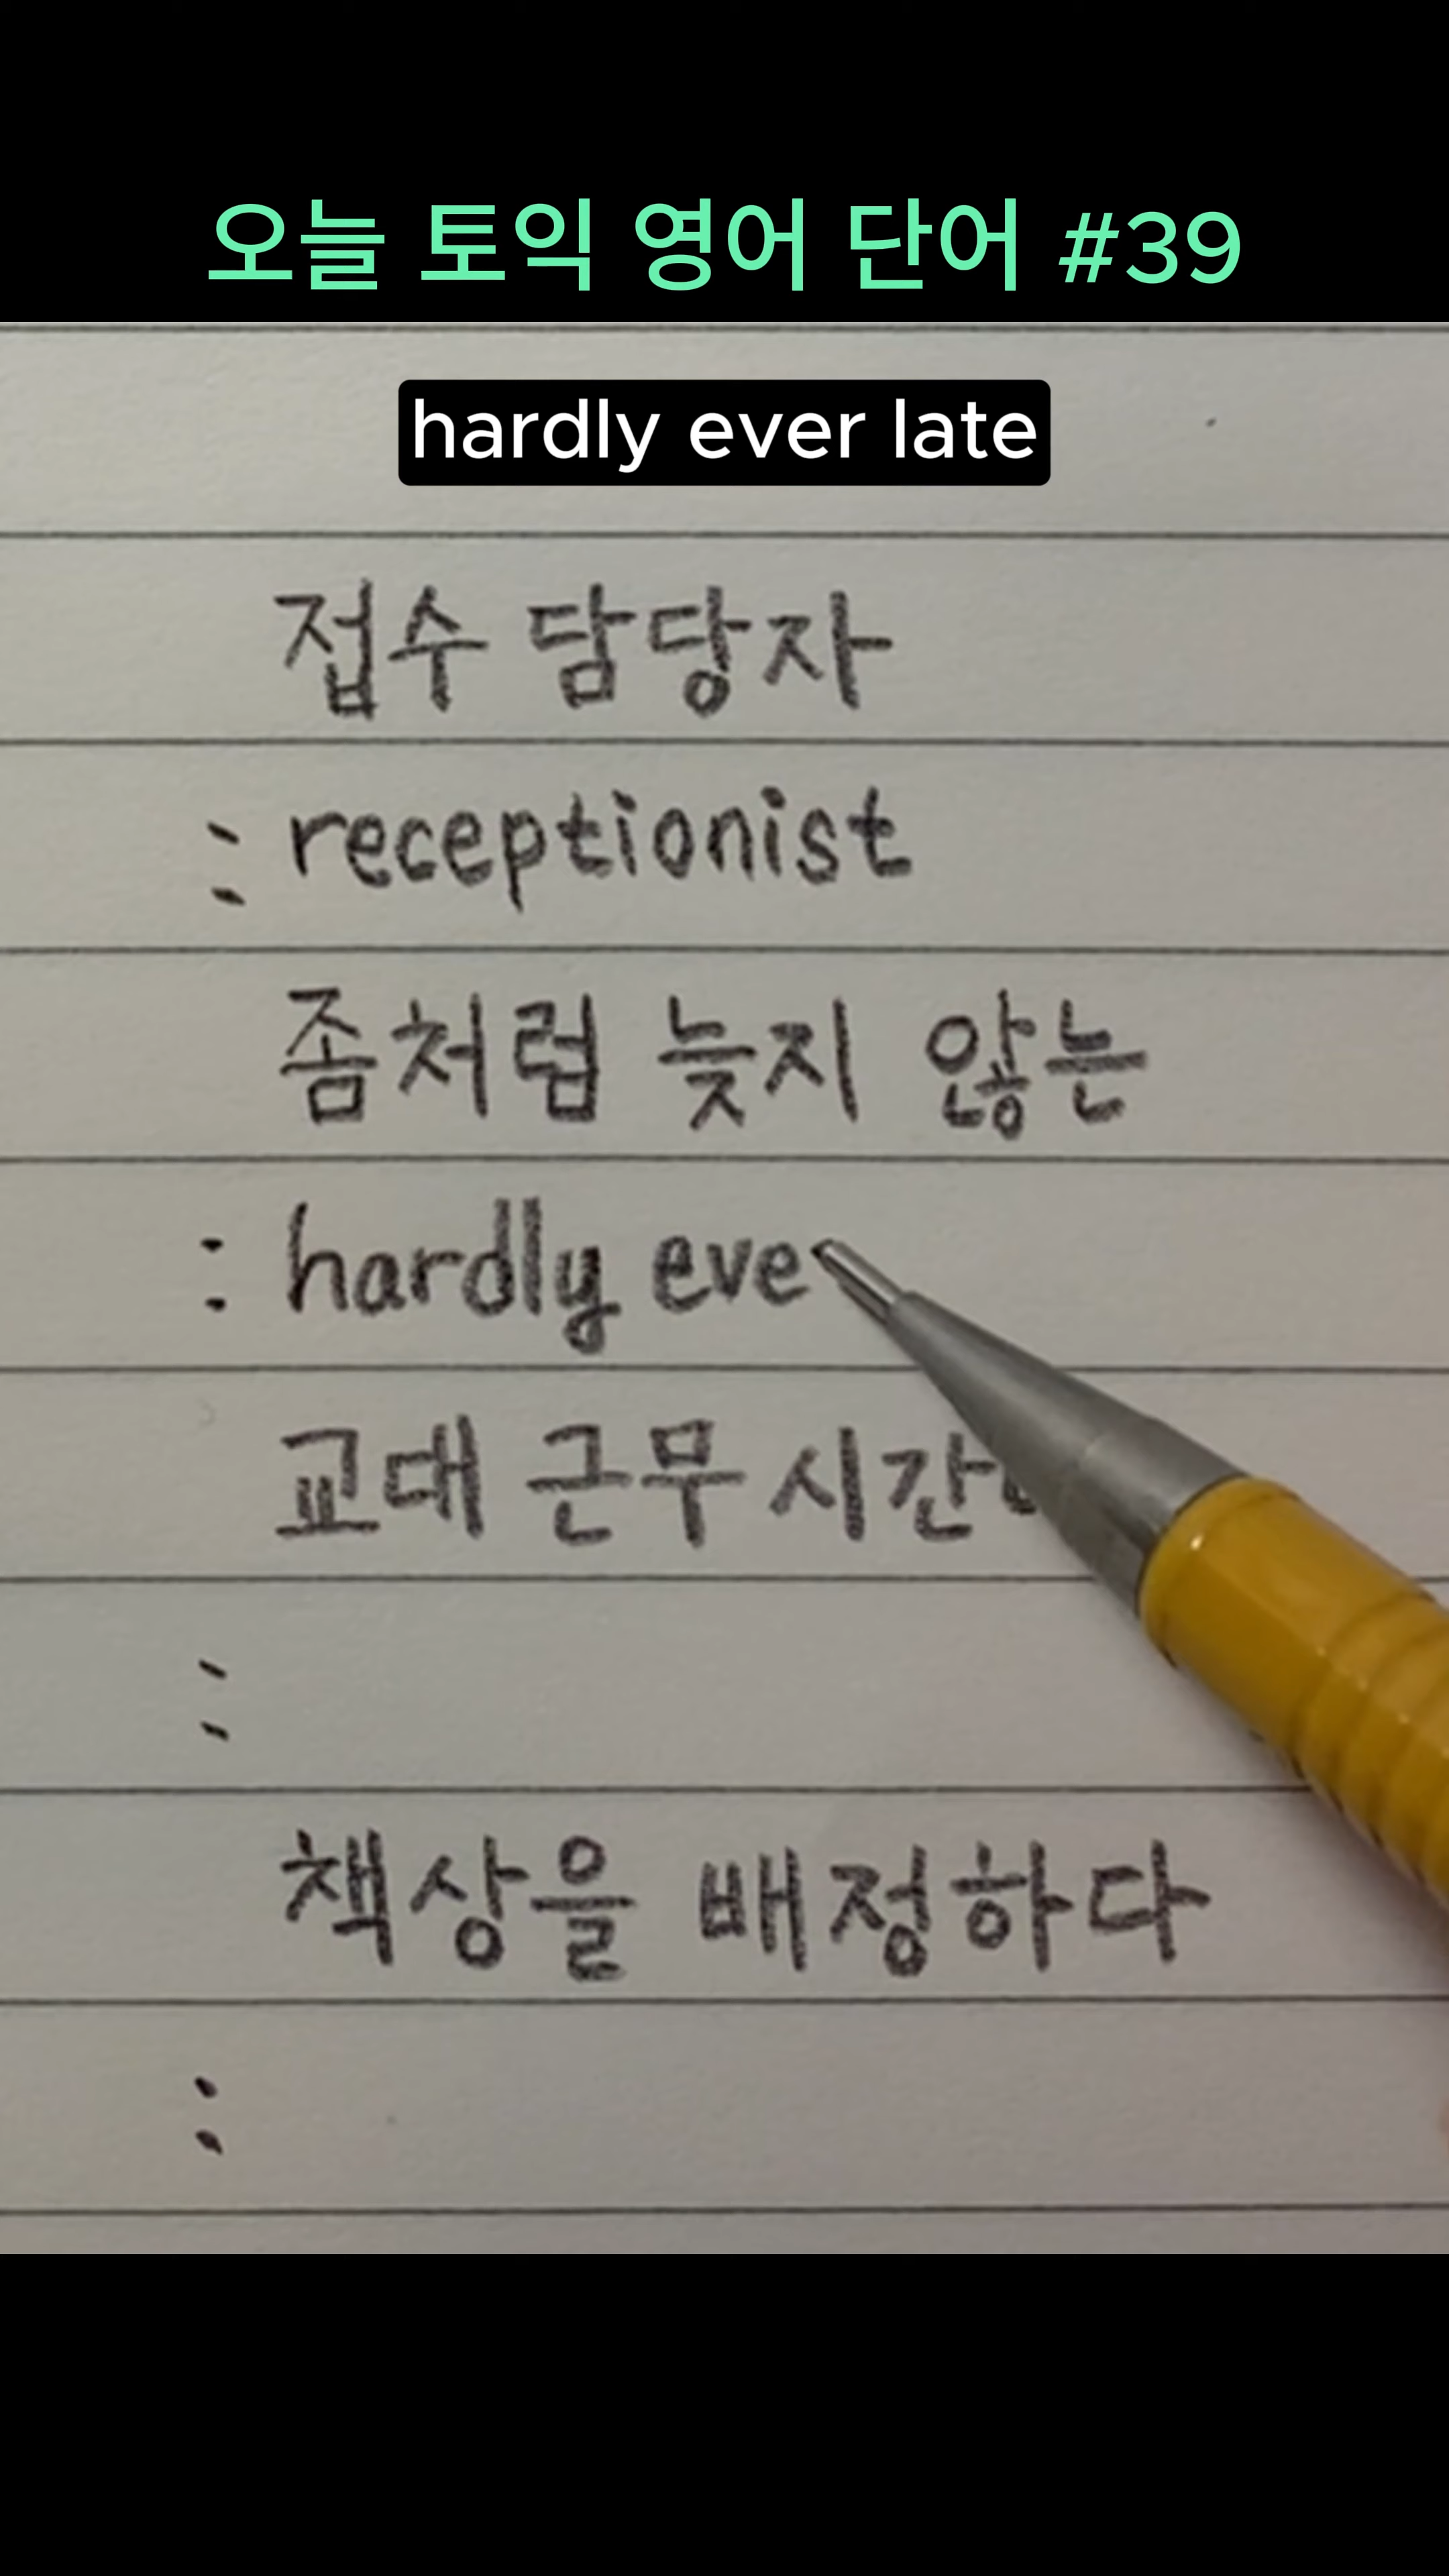 오늘 토익 영어 단어 #39
hardly ever late
접수 담당자
: receptionist
좀처럼 늦지 않는
: hardly eve
교대 근무 시간
:
책상을 배정하다
: